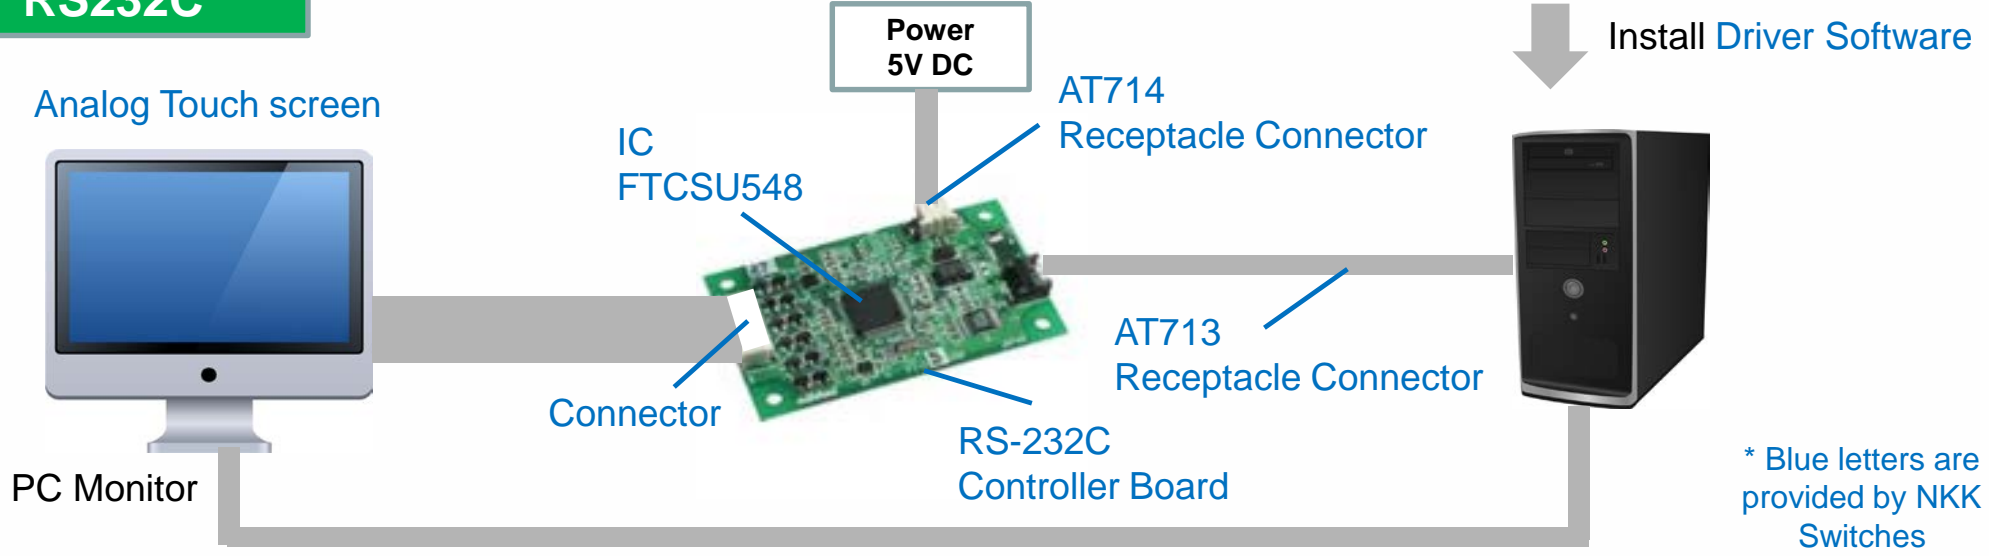 RS232C
Power
5V DC
Install Driver Software
Analog Touch screen
AT714
Receptacle Connector
IC
FTCSU548
AT713
Receptacle Connector
Connector
RS-232C
Controller Board
PC Monitor
* Blue letters are
provided by NKK
Switches